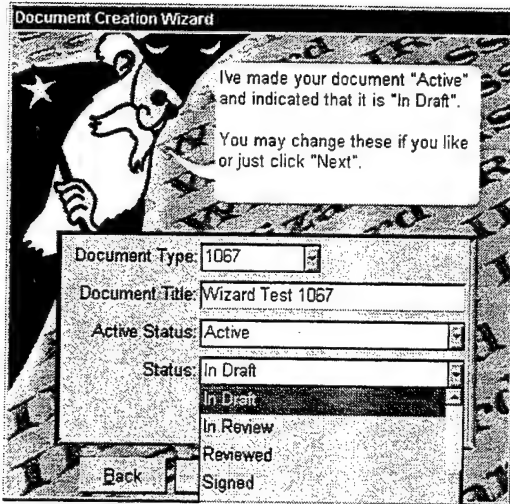 Document Creation Wizard
Ive made your document "Active"
and indicated that it is "In Draft".
You may change these if you like
or just click "Next".
Document Type: 1067
Document Title: Wizard Test 1067
Active Status: Active
Status: In Draft
In Draft
In Review
Reviewed
Signed
Back